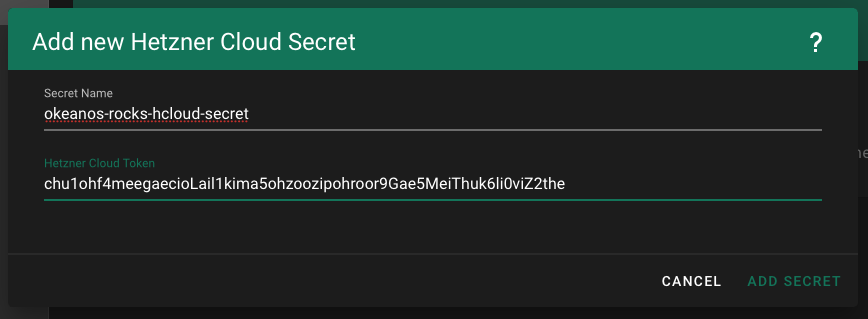 Add new Hetzner Cloud Secret
?
Secret Name
okeanos-rocks-hcloud-secret
Hetzner Cloud Token
chu1ohf4meegaecioLail1kima5ohzoozipohroor9Gae5MeiThuk6li0viZ2the
CANCEL
ADD SECRET